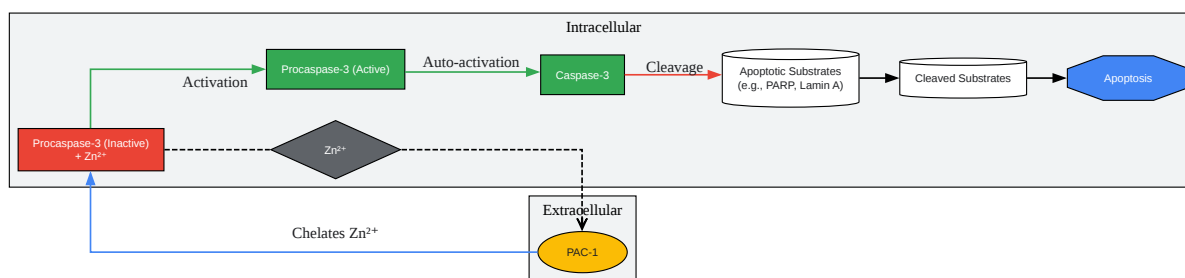 Intracellular
Activation
Procaspase-3 (Active)
Auto-activation
Caspase-3
Cleavage
Apoptotic Substrates
(e.g., PARP, Lamin A)
Cleaved Substrates
Apoptosis
Procaspase-3 (Inactive)
+ Zn²⁺
Zn²⁺
Extracellular
Chelates Zn²⁺
PAC-1